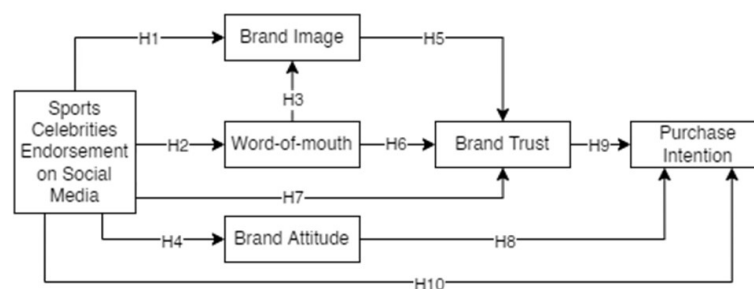 H1
Brand Image
H5
Sports
Celebrities
Endorsement
on Social
Media
H3
H2
Word-of-mouth
H6
Brand Trust
H9
Purchase
Intention
H7
H4
Brand Attitude
H8
H10